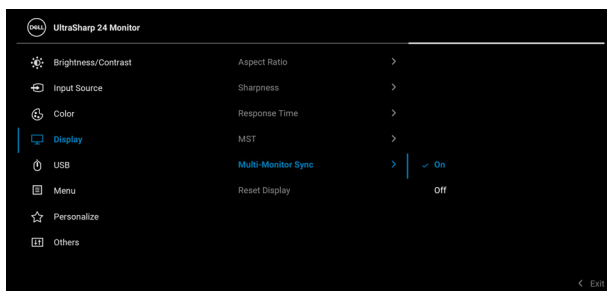 DELL UltraSharp 24 Monitor
Brightness/Contrast Aspect Ratio >
Input Source Sharpness >
Color Response Time >
Display MST >
USB Multi-Monitor Sync > ✓ On
Menu Reset Display Off
Personalize
Others
< Exit